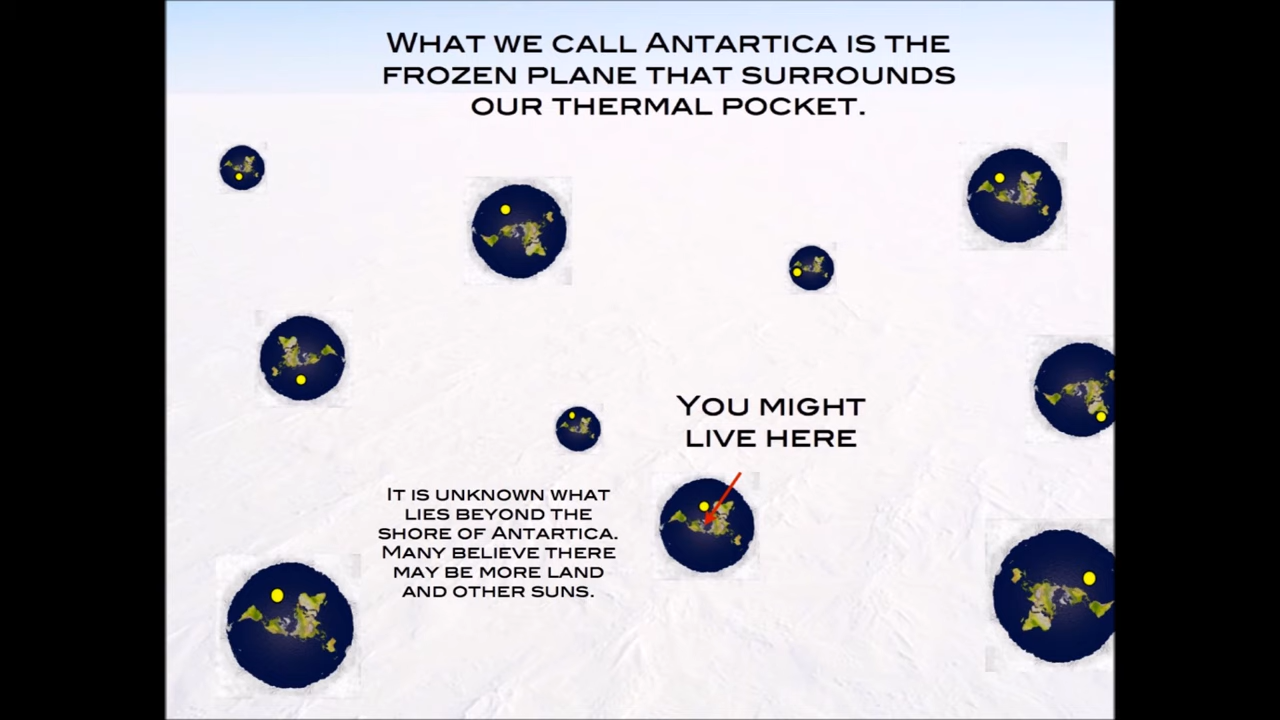 What we call Antartica is the
frozen plane that surrounds
our thermal pocket.
You might
live here
It is unknown what
lies beyond the
shore of Antartica.
Many believe there
may be more land
and other suns.